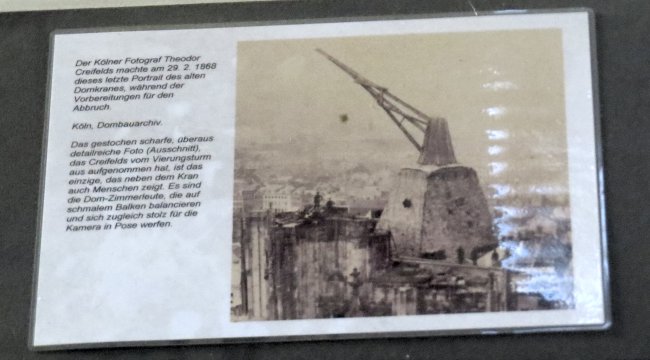 Der Kölner Fotograf Theodor
Creifelds machte am 29. 2. 1868
dieses letzte Portrait des alten
Domkranes, während der
Vorbereitungen für den
Abbruch.
Köln, Dombauarchiv.
Das gestochen scharfe, überaus
detailreiche Foto (Ausschnitt),
das Creifelds vom Vierungsturm
aus aufgenommen hat, ist das
einzige, das neben dem Kran
auch Menschen zeigt. Es sind
die Dom-Zimmerleute, die auf
schmalem Balken balancieren
und sich zugleich stolz für die
Kamera in Pose werfen.